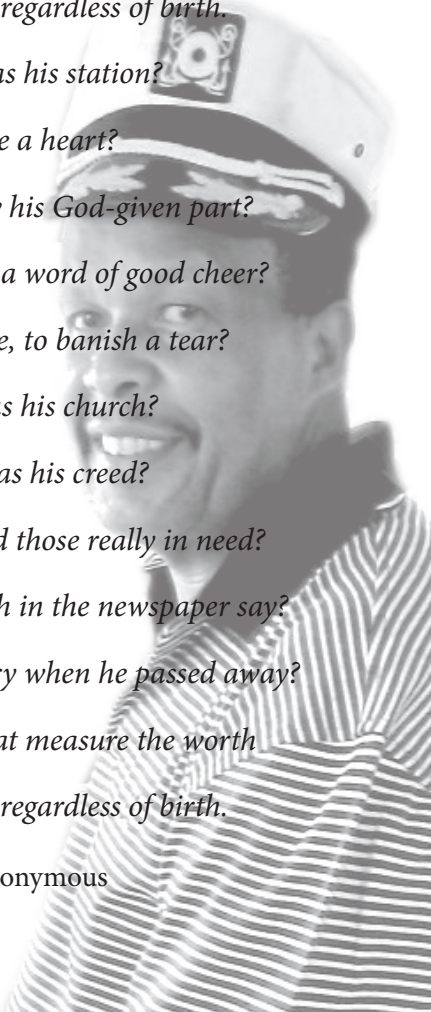 regardless of birth.
as his station?
e a heart?
his God-given part?
a word of good cheer?
e, to banish a tear?
s his church?
as his creed?
d those really in need?
h in the newspaper say?
ry when he passed away?
at measure the worth
regardless of birth.
onymous